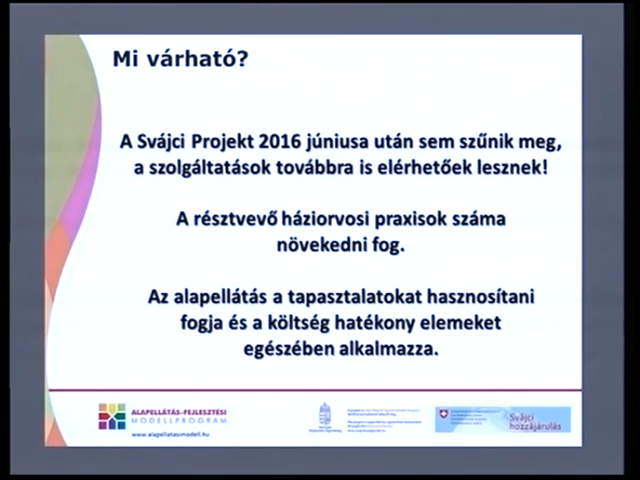 Mi várható?
A Svájci Projekt 2016 júniusa után sem szűnik meg,
a szolgáltatások továbbra is elérhetőek lesznek!
A résztvevő háziorvosi praxisok száma
növekedni fog.
Az alapellátás a tapasztalatokat hasznosítani
fogja és a költség hatékony elemeket
egészében alkalmazza.
ALAPELLÁTÁS-FEJLESZTÉSI
MODELLPROGRAM
www.alapellatasmodell.hu
Svájci
hozzájárulás